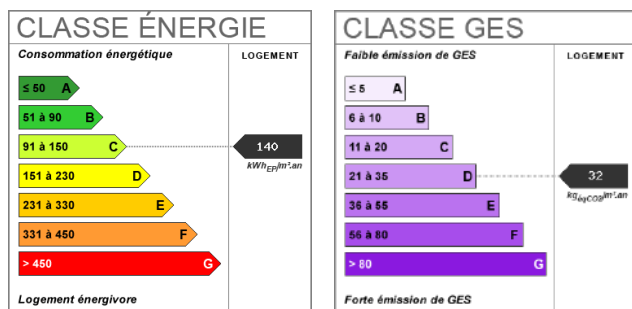 CLASSE ÉNERGIE
Consommation énergétique
LOGEMENT
≤ 50 A
51 à 90 B
91 à 150 C
140
kWhEP/m².an
151 à 230 D
231 à 330 E
331 à 450 F
> 450 G
Logement énergivore
CLASSE GES
Faible émission de GES
LOGEMENT
≤ 5 A
6 à 10 B
11 à 20 C
21 à 35 D
32
kgéqCO2/m².an
36 à 55 E
56 à 80 F
> 80 G
Forte émission de GES